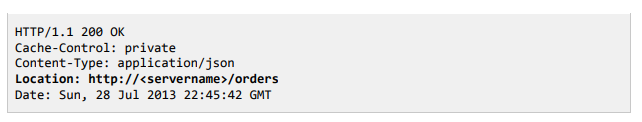 HTTP/1.1 200 OK
Cache-Control: private
Content-Type: application/json
Location: http://<servername>/orders
Date: Sun, 28 Jul 2013 22:45:42 GMT